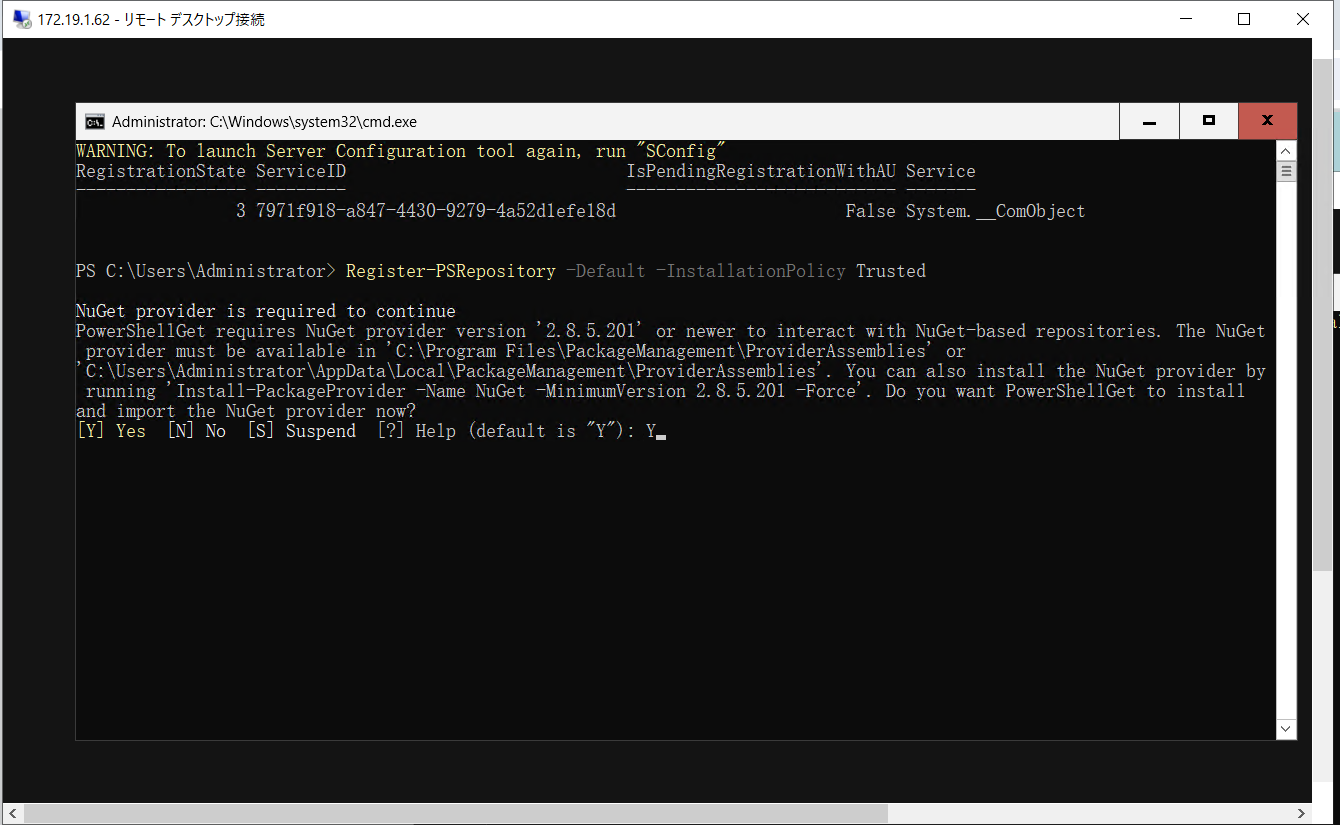 172.19.1.62 - リモート デスクトップ接続
Administrator: C:\Windows\system32\cmd.exe
WARNING: To launch Server Configuration tool again, run "SConfig"
RegistrationState ServiceID                            IsPendingRegistrationWithAU Service
----------------- ---------                            --------------------------- -------
                3 7971f918-a847-4430-9279-4a52d1efe18d                       False System.__ComObject
PS C:\Users\Administrator> Register-PSRepository -Default -InstallationPolicy Trusted
NuGet provider is required to continue
PowerShellGet requires NuGet provider version '2.8.5.201' or newer to interact with NuGet-based repositories. The NuGet
 provider must be available in 'C:\Program Files\PackageManagement\ProviderAssemblies' or
'C:\Users\Administrator\AppData\Local\PackageManagement\ProviderAssemblies'. You can also install the NuGet provider by
 running 'Install-PackageProvider -Name NuGet -MinimumVersion 2.8.5.201 -Force'. Do you want PowerShellGet to install
and import the NuGet provider now?
[Y] Yes  [N] No  [S] Suspend  [?] Help (default is "Y"): Y